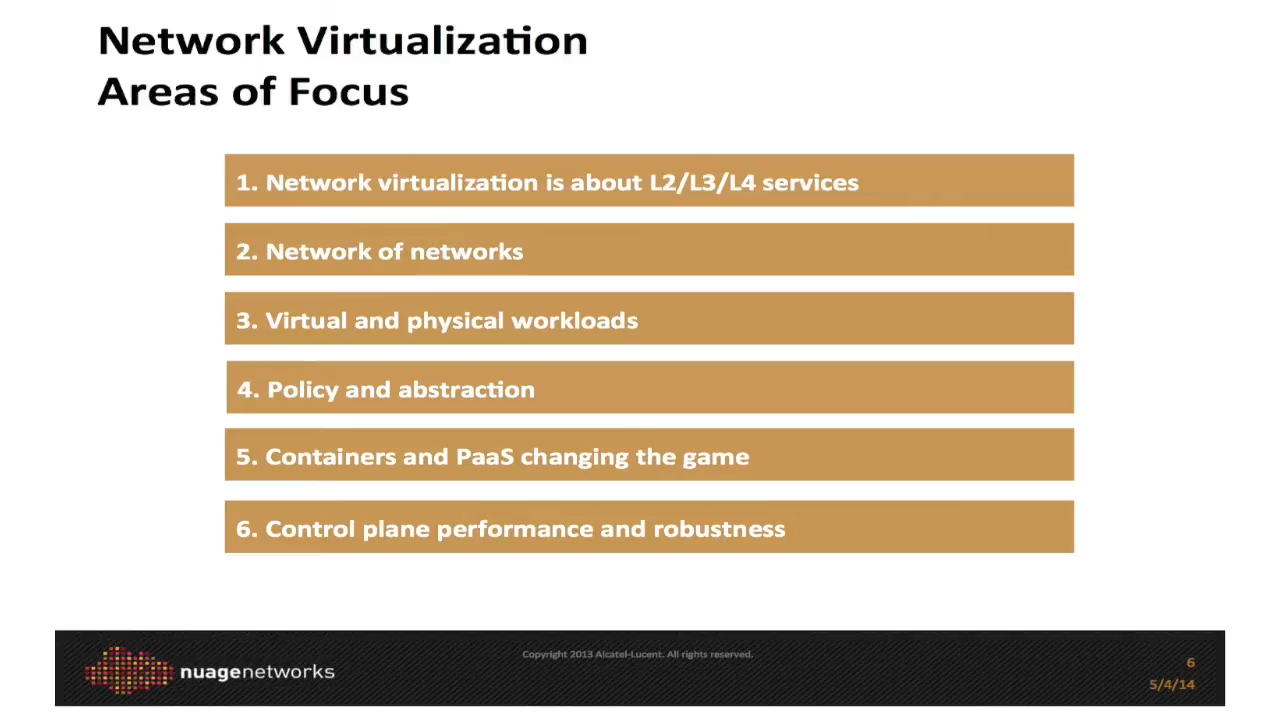 Network Virtualization
Areas of Focus
1. Network virtualization is about L2/L3/L4 services
2. Network of networks
3. Virtual and physical workloads
4. Policy and abstraction
5. Containers and PaaS changing the game
6. Control plane performance and robustness
nuagenetworks
Copyright 2013 Alcatel-Lucent. All rights reserved.
6
5/4/14